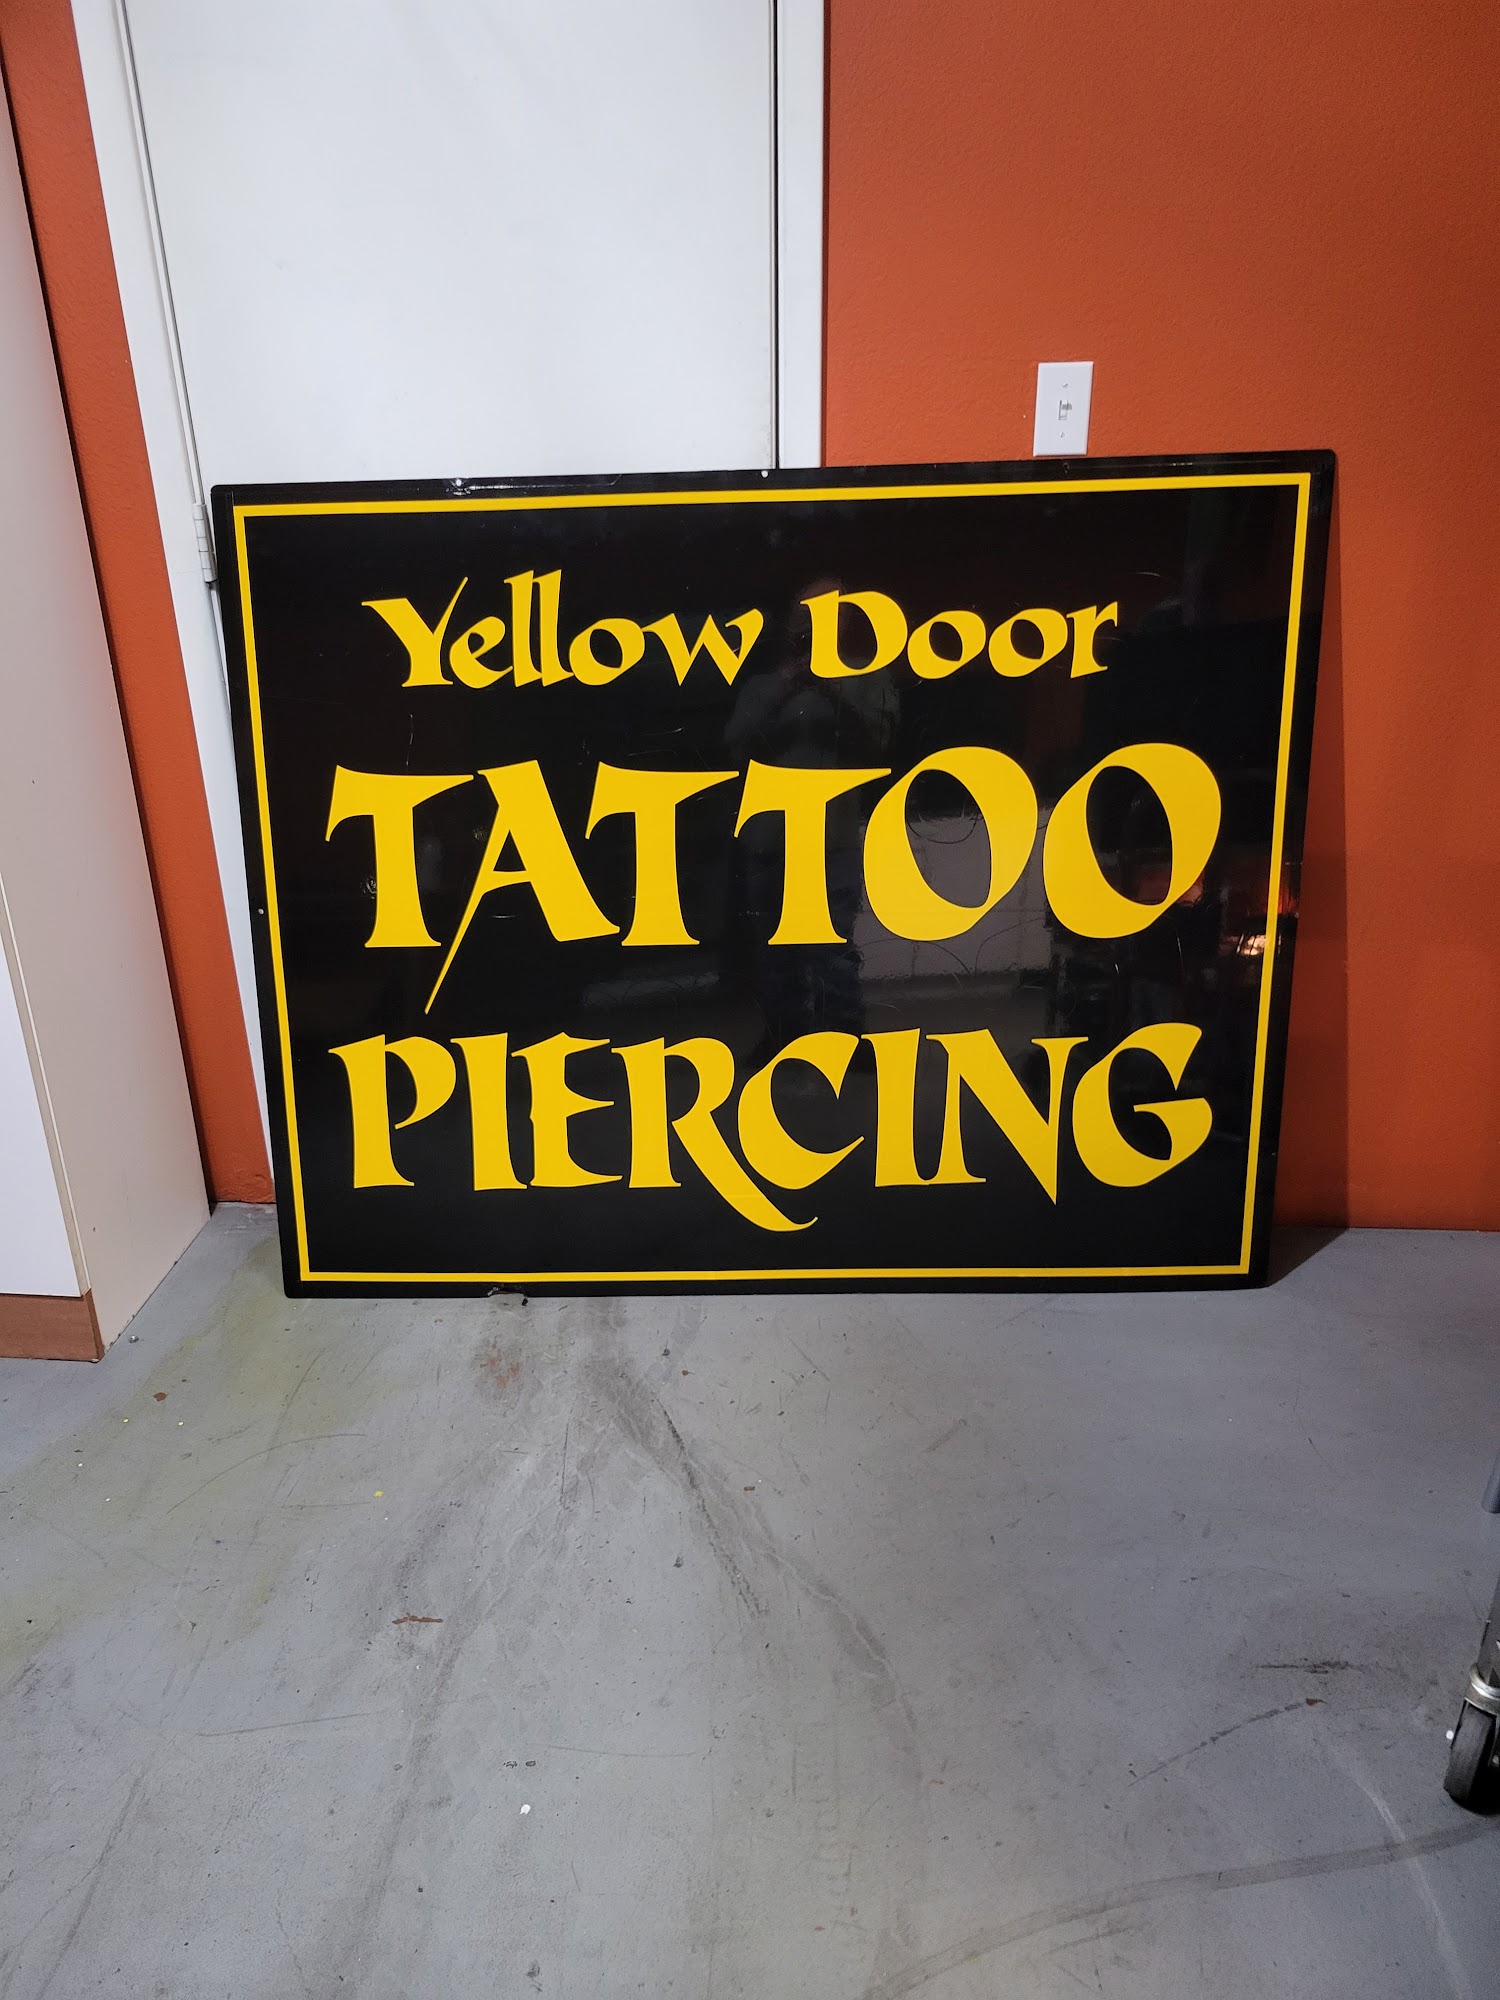 Yellow Door
TATTOO
PIERCING